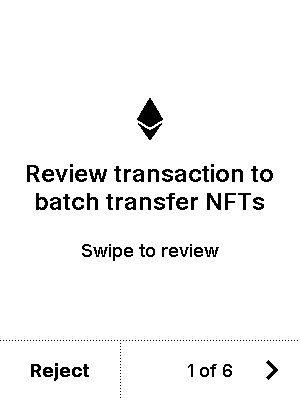 Review transaction to
batch transfer NFTs
Swipe to review
Reject
1 of 6